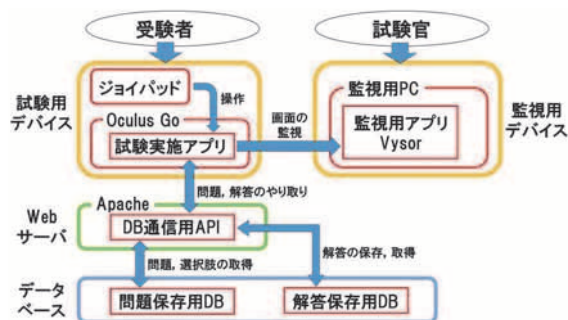 受験者
試験官
試験用
デバイス
ジョイパッド
操作
Oculus Go
試験実施アプリ
画面の
監視
監視用PC
監視用アプリ
Vysor
監視用
デバイス
問題, 解答のやり取り
Web
サーバ
Apache
DB通信用API
問題, 選択肢の取得
解答の保存, 取得
データ
ベース
問題保存用DB
解答保存用DB